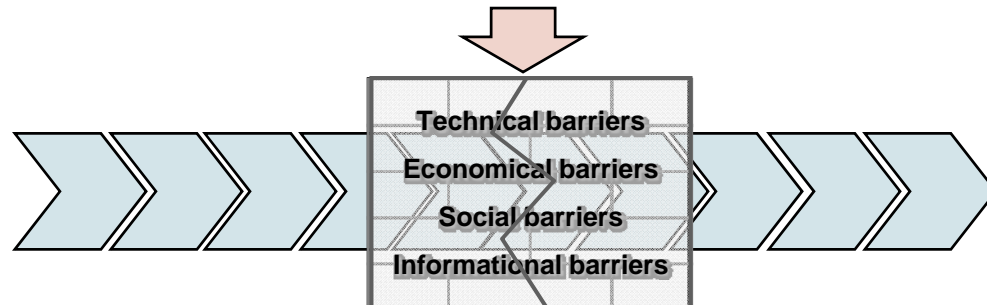 Technical barriers
Economical barriers
Social barriers
Informational barriers